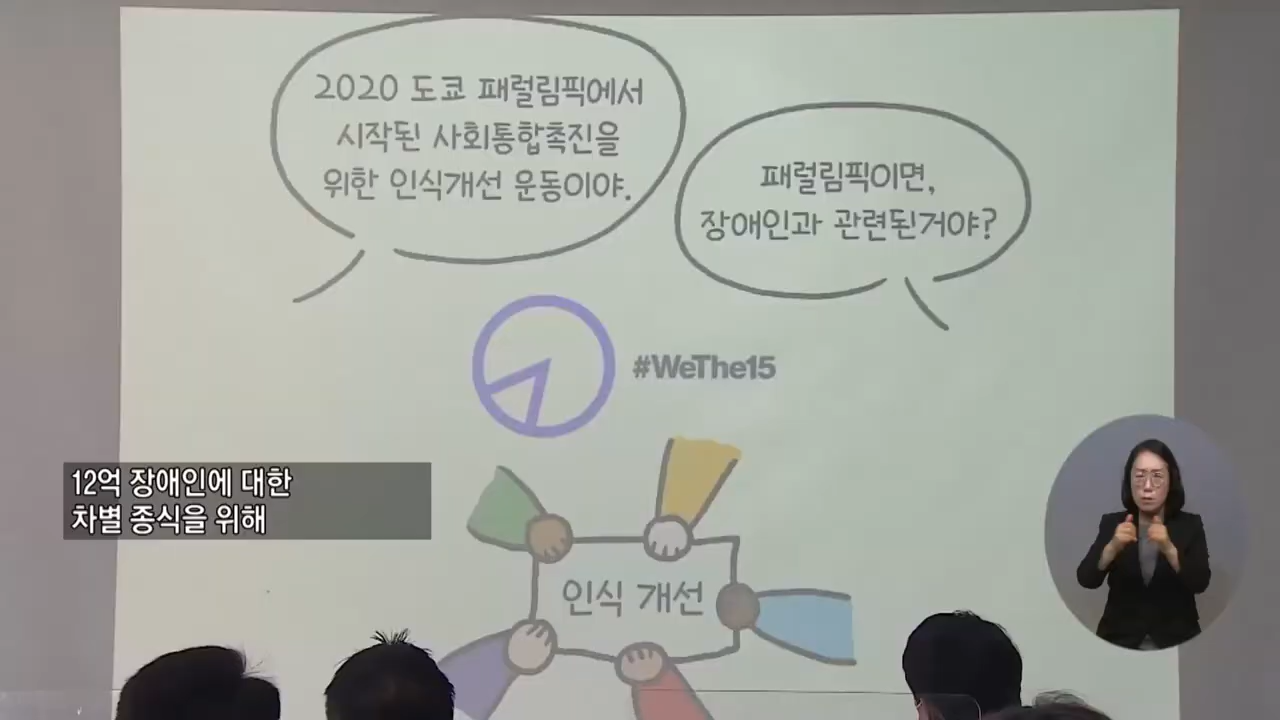 2020 도쿄 패럴림픽에서
시작된 사회통합촉진을
위한 인식개선 운동이야.
패럴림픽이면,
장애인과 관련된거야?
#WeThe15
12억 장애인에 대한
차별 종식을 위해
인식 개선